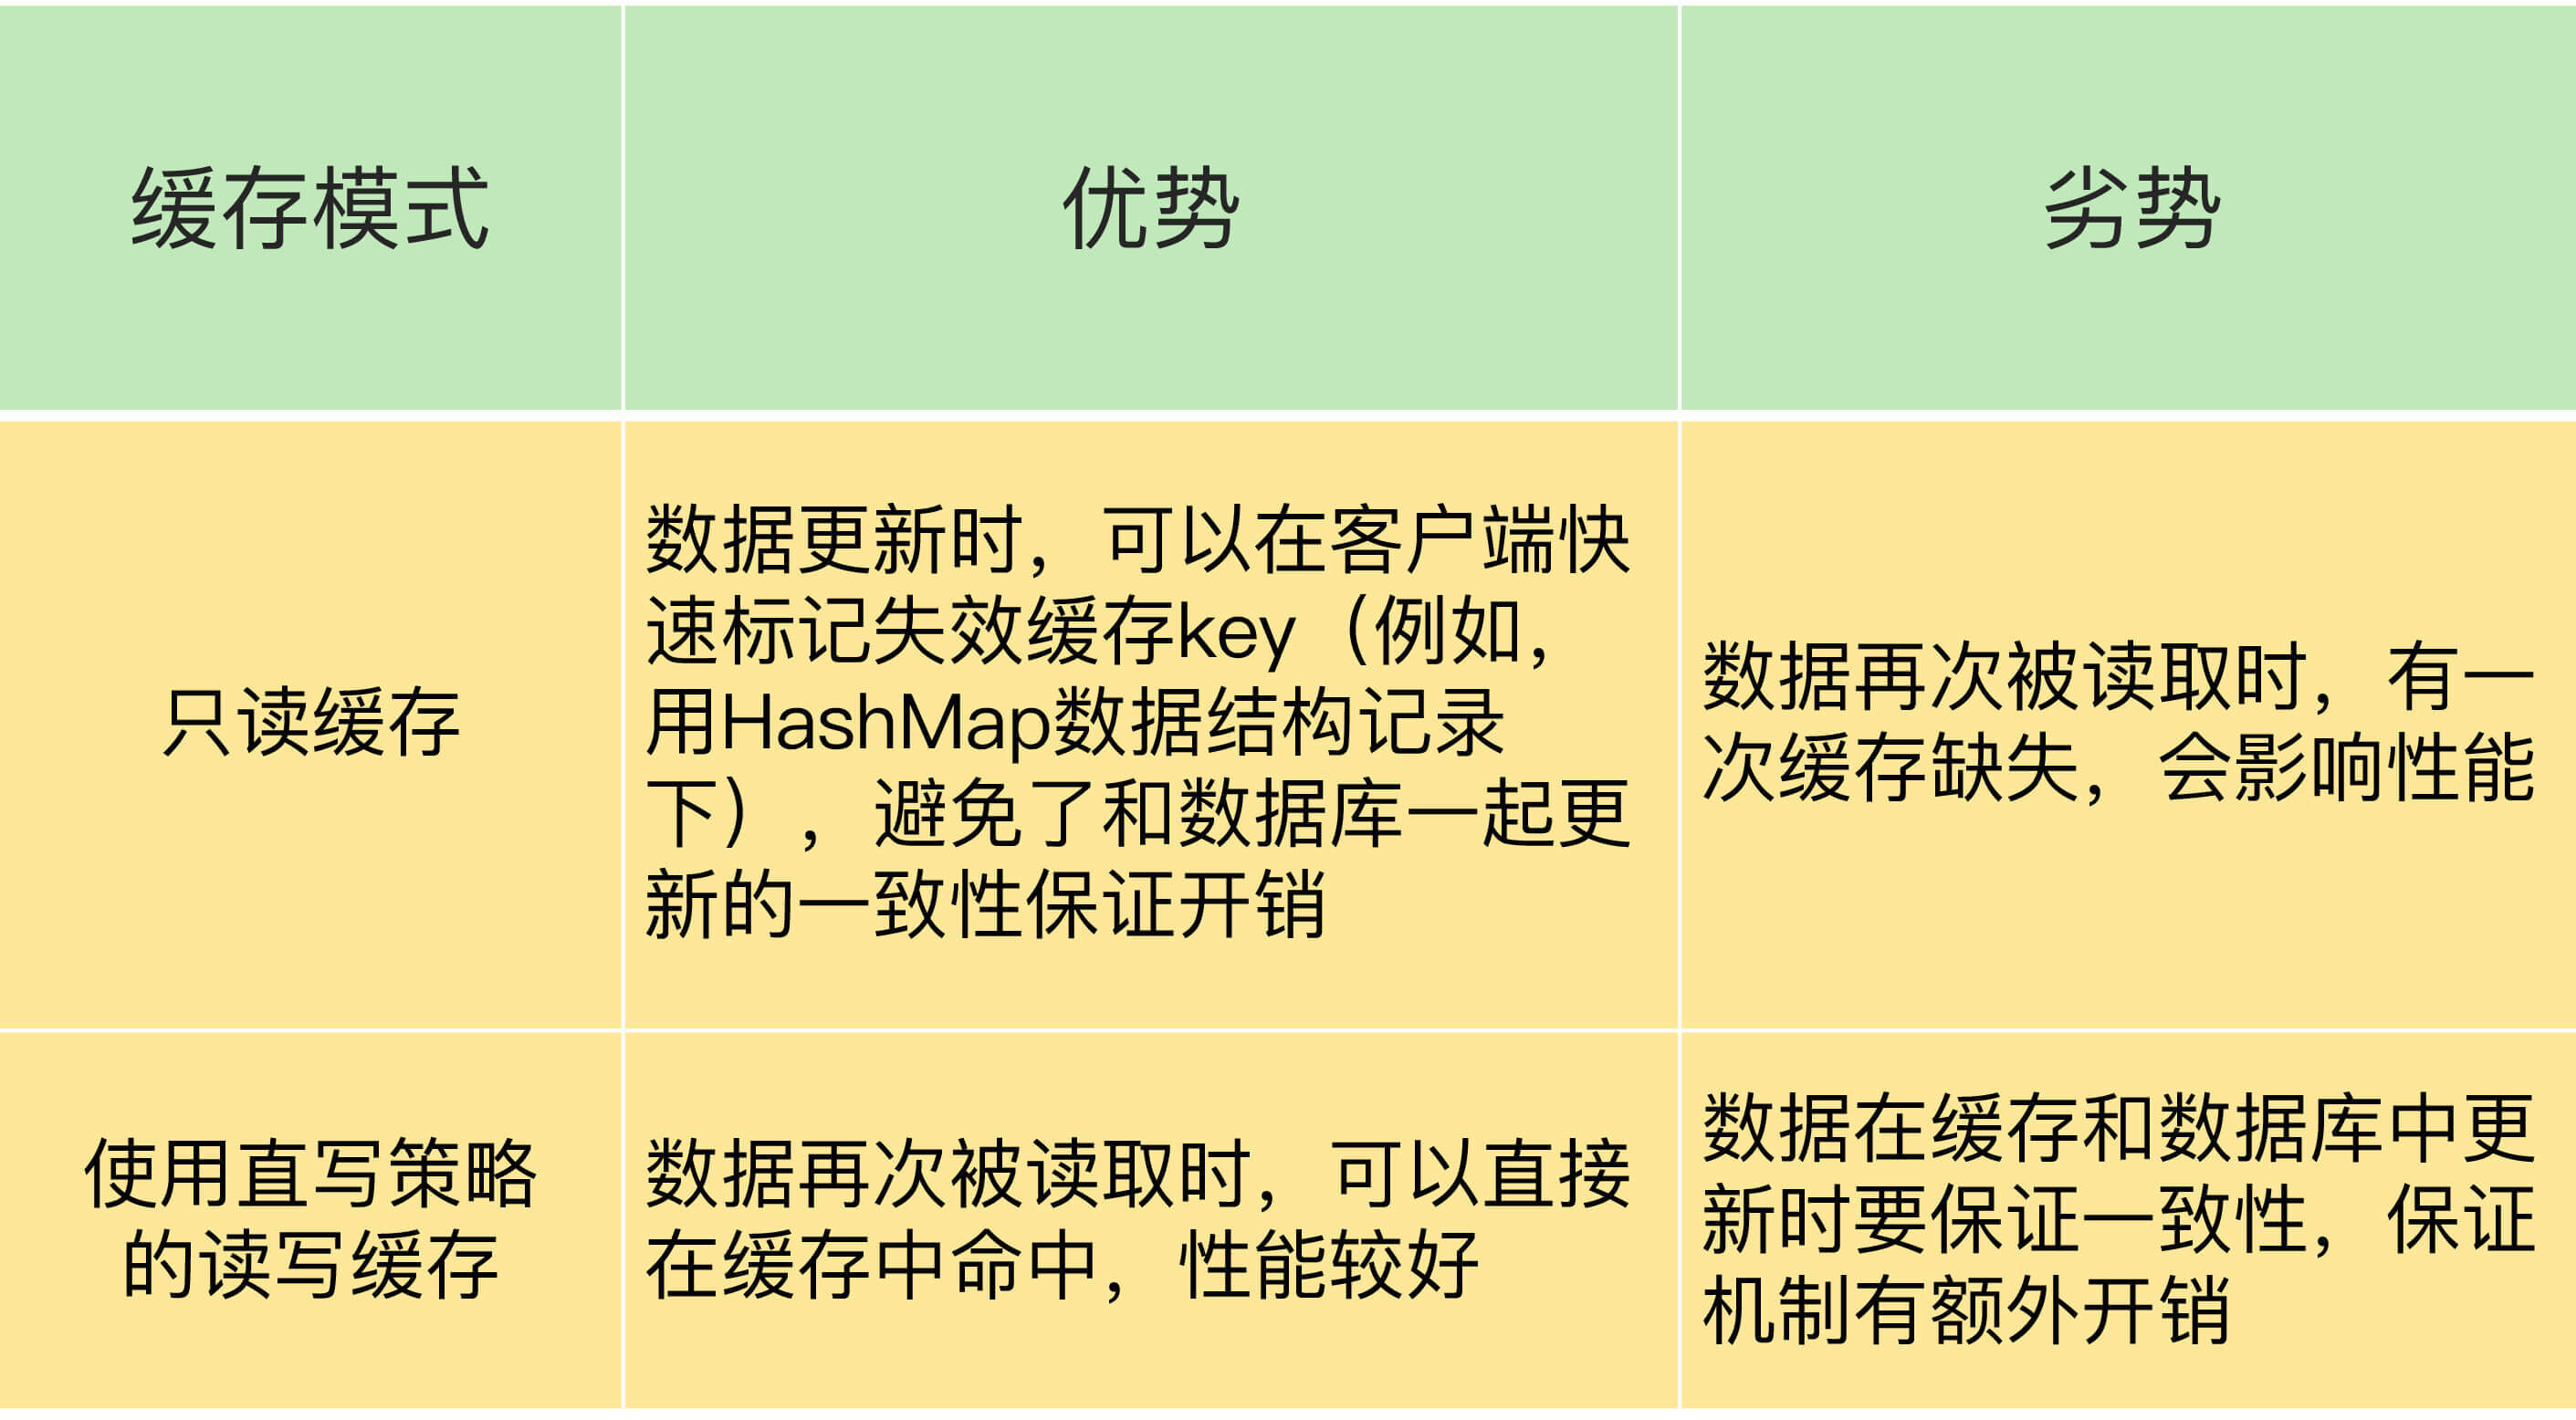 缓存模式
优势
劣势
只读缓存
数据更新时，可以在客户端快
速标记失效缓存key（例如，
用HashMap数据结构记录
下），避免了和数据库一起更
新的一致性保证开销
数据再次被读取时，有一
次缓存缺失，会影响性能
使用直写策略
的读写缓存
数据再次被读取时，可以直接
在缓存中命中，性能较好
数据在缓存和数据库中更
新时要保证一致性，保证
机制有额外开销